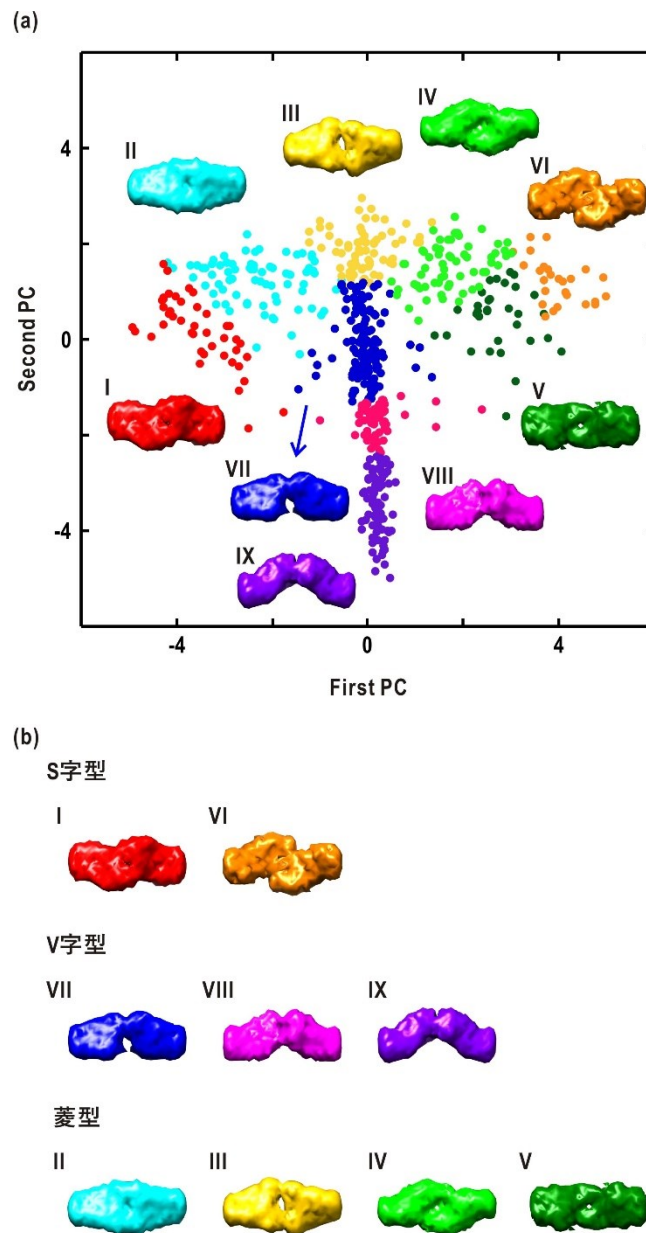 (a)
IV
III
II
VI
4
0
-4
Second PC
I
V
VII
VIII
IX
-4 0 4
First PC
(b)
S字型
I VI
V字型
VII VIII IX
菱型
II III IV V